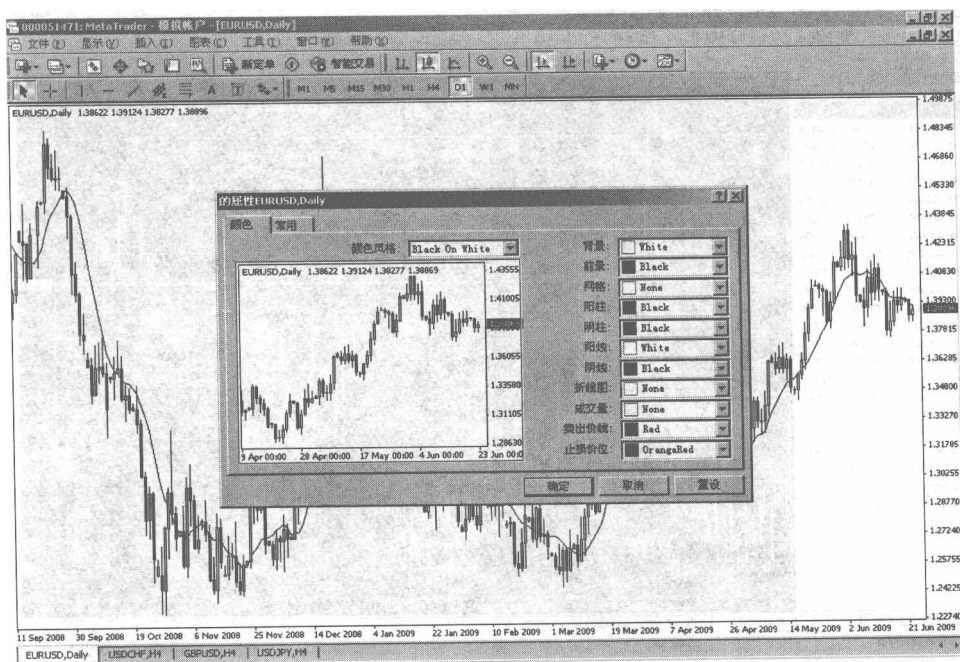 800051471: MetaTrader - 模拟帐户 - [EURUSD,Daily]
文件(F) 显示(V) 插入(I) 图表(C) 工具(T) 窗口(W) 帮助(H)
新定单 智能交易
A T M1 M5 M15 M30 H1 H4 D1 W1 MN
EURUSD,Daily 1.38622 1.39124 1.38277 1.38896
1.49875
1.48345
1.46860
1.45330
1.43845
1.42315
1.40830
1.39300
1.37815
1.36285
1.34800
1.33270
1.31785
1.30255
1.28770
1.27240
1.25755
1.24225
1.22740
的属性EURUSD,Daily
颜色 常用
颜色风格: Black On White
EURUSD,Daily 1.38622 1.39124 1.38277 1.38869
1.43555
1.41005
1.36055
1.33580
1.31105
1.28630
9 Apr 00:00 28 Apr 00:00 17 May 00:00 4 Jun 00:00 23 Jun 00:0
背景: White
前景: Black
网格: None
阳柱: Black
阴柱: Black
阳烛: White
阴烛: Black
折线图: None
成交量: None
卖出价线: Red
止损价位: OrangeRed
确定 取消 重设
11 Sep 2008 30 Sep 2008 19 Oct 2008 6 Nov 2008 25 Nov 2008 14 Dec 2008 4 Jan 2009 22 Jan 2009 10 Feb 2009 1 Mar 2009 19 Mar 2009 7 Apr 2009 26 Apr 2009 14 May 2009 2 Jun 2009 21 Jun 2009
EURUSD,Daily USDCHF,H4 GBPUSD,H4 USDJPY,H4